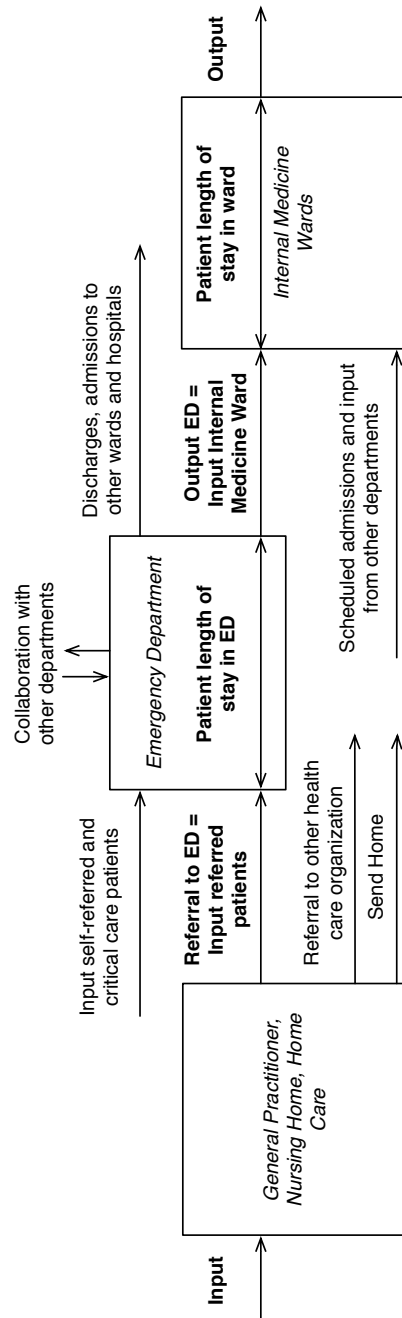 Input
General Practitioner,
Nursing Home, Home
Care
Input self-referred and
critical care patients
Referral to ED =
Input referred
patients
Referral to other health
care organization
Send Home
Collaboration with
other departments
Emergency Department
Patient length of
stay in ED
Discharges, admissions to
other wards and hospitals
Output ED =
Input Internal
Medicine Ward
Scheduled admissions and input
from other departments
Patient length of
stay in ward
Internal Medicine
Wards
Output